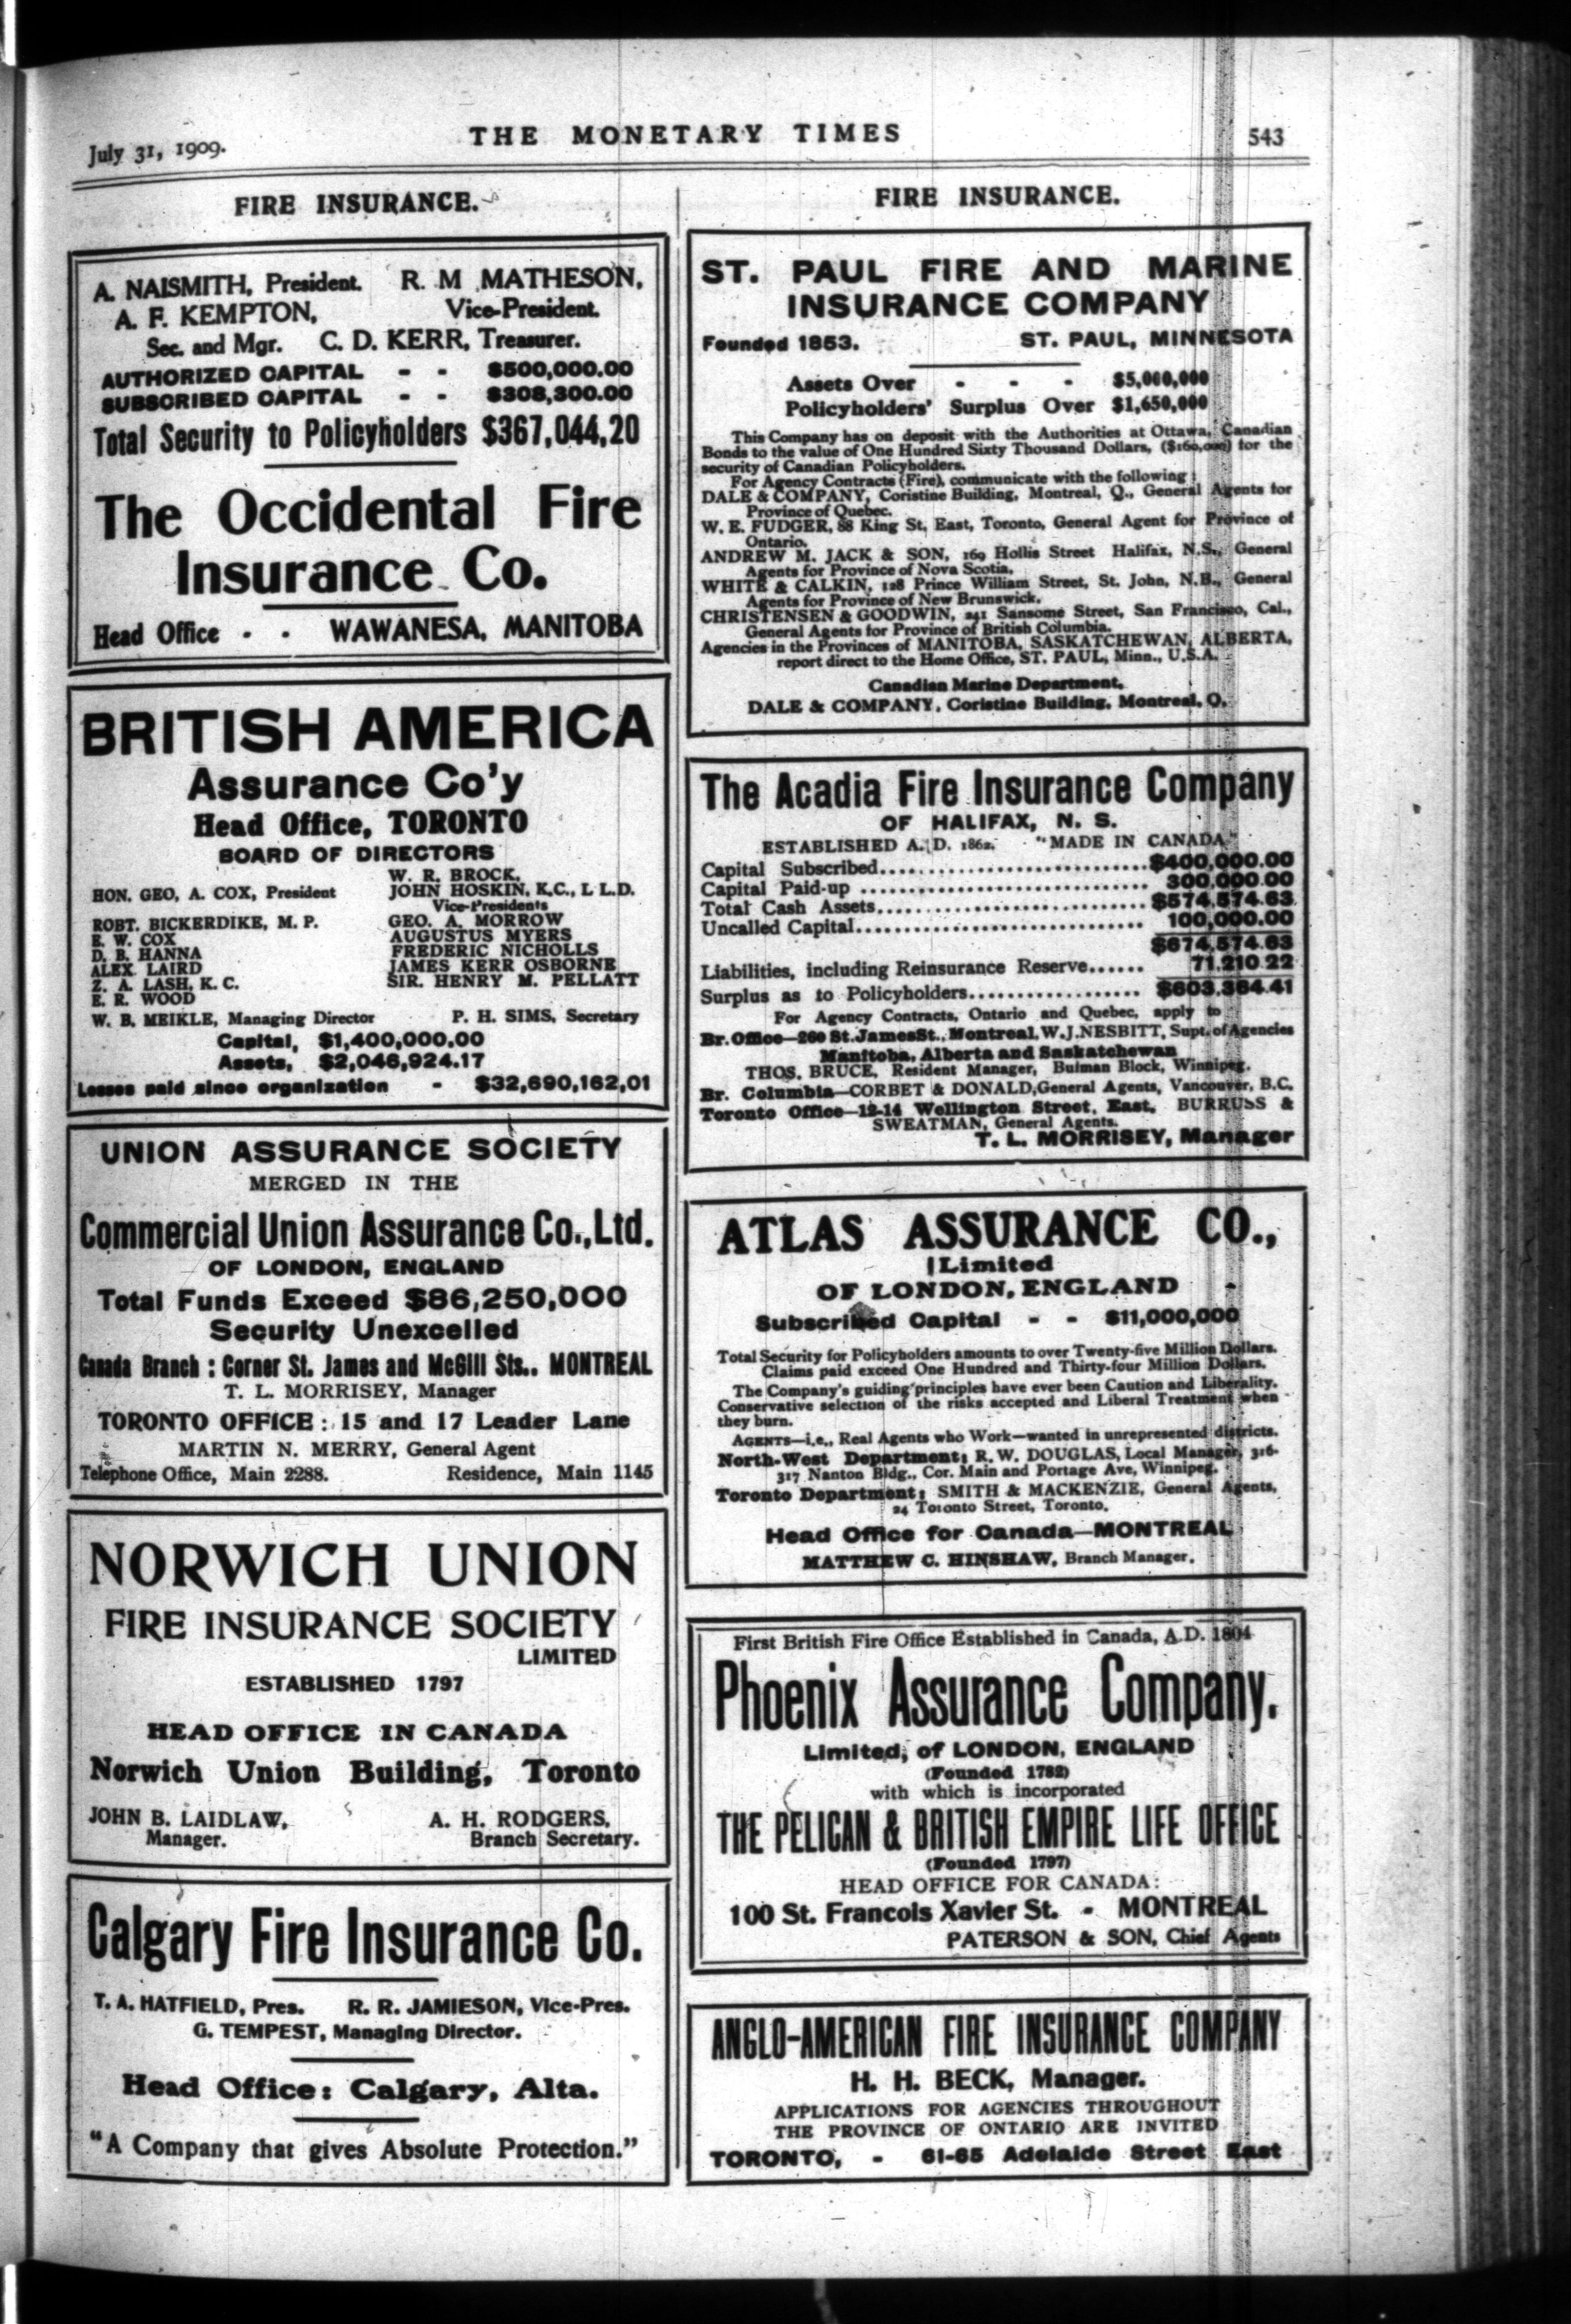 July 31, 1909.
THE MONETARY TIMES
543
FIRE INSURANCE.
A. NAISMITH, President. R. M MATHESON,
A. F. KEMPTON, Vice-President.
Sec. and Mgr. C. D. KERR, Treasurer.
AUTHORIZED CAPITAL - - $500,000.00
SUBSCRIBED CAPITAL - - $308,300.00
Total Security to Policyholders $367,044,20
The Occidental Fire
Insurance Co.
Head Office - - WAWANESA, MANITOBA
BRITISH AMERICA
Assurance Co'y
Head Office, TORONTO
BOARD OF DIRECTORS
W. R. BROCK,
HON. GEO, A. COX, President JOHN HOSKIN, K.C., L L.D.
Vice-Presidents
ROBT. BICKERDIKE, M. P. GEO. A. MORROW
E. W. COX AUGUSTUS MYERS
D. B. HANNA FREDERIC NICHOLLS
ALEX. LAIRD JAMES KERR OSBORNE
Z. A. LASH, K. C. SIR. HENRY M. PELLATT
E. R. WOOD
W. B. MEIKLE, Managing Director P. H. SIMS, Secretary
Capital, $1,400,000.00
Assets, $2,046,924.17
Losses paid since organization - $32,690,162,01
UNION ASSURANCE SOCIETY
MERGED IN THE
Commercial Union Assurance Co., Ltd.
OF LONDON, ENGLAND
Total Funds Exceed $86,250,000
Security Unexcelled
Canada Branch : Corner St. James and McGill Sts.. MONTREAL
T. L. MORRISEY, Manager
TORONTO OFFICE : 15 and 17 Leader Lane
MARTIN N. MERRY, General Agent
Telephone Office, Main 2288. Residence, Main 1145
NORWICH UNION
FIRE INSURANCE SOCIETY
LIMITED
ESTABLISHED 1797
HEAD OFFICE IN CANADA
Norwich Union Building, Toronto
JOHN B. LAIDLAW, A. H. RODGERS,
Manager. Branch Secretary.
Calgary Fire Insurance Co.
T. A. HATFIELD, Pres. R. R. JAMIESON, Vice-Pres.
G. TEMPEST, Managing Director.
Head Office: Calgary, Alta.
"A Company that gives Absolute Protection."
FIRE INSURANCE.
ST. PAUL FIRE AND MARINE
INSURANCE COMPANY
Founded 1853. ST. PAUL, MINNESOTA
Assets Over - - - $5,000,000
Policyholders' Surplus Over $1,650,000
This Company has on deposit with the Authorities at Ottawa, Canadian
Bonds to the value of One Hundred Sixty Thousand Dollars, ($160,000) for the
security of Canadian Policyholders.
For Agency Contracts (Fire), communicate with the following :
DALE & COMPANY, Coristine Building, Montreal, Q., General Agents for
Province of Quebec.
W. E. FUDGER, 88 King St, East, Toronto, General Agent for Province of
Ontario.
ANDREW M. JACK & SON, 169 Hollis Street Halifax, N.S., General
Agents for Province of Nova Scotia.
WHITE & CALKIN, 128 Prince William Street, St. John, N.B., General
Agents for Province of New Brunswick.
CHRISTENSEN & GOODWIN, 241 Sansome Street, San Francisco, Cal.,
General Agents for Province of British Columbia.
Agencies in the Provinces of MANITOBA, SASKATCHEWAN, ALBERTA,
report direct to the Home Office, ST. PAUL, Minn., U.S.A.
Canadian Marine Department.
DALE & COMPANY, Coristine Building, Montreal, Q.
The Acadia Fire Insurance Company
OF HALIFAX, N. S.
ESTABLISHED A. D. 1862. "MADE IN CANADA"
Capital Subscribed............................$400,000.00
Capital Paid-up .............................. 300,000.00
Total Cash Assets............................$574,574.63
Uncalled Capital.............................. 100,000.00
$674,574.63
Liabilities, including Reinsurance Reserve...... 71,210 22
Surplus as to Policyholders.................. $603,364.41
For Agency Contracts, Ontario and Quebec, apply to
Br. Office—260 St. James St., Montreal, W. J. NESBITT, Supt. of Agencies
Manitoba, Alberta and Saskatchewan
THOS. BRUCE, Resident Manager, Bulman Block, Winnipeg.
Br. Columbia—CORBET & DONALD, General Agents, Vancouver, B.C.
Toronto Office—12-14 Wellington Street, East, BURRUSS &
SWEATMAN, General Agents.
T. L. MORRISEY, Manager
ATLAS ASSURANCE CO.,
Limited
OF LONDON, ENGLAND
Subscribed Capital - - $11,000,000
Total Security for Policyholders amounts to over Twenty-five Million Dollars.
Claims paid exceed One Hundred and Thirty-four Million Dollars.
The Company's guiding principles have ever been Caution and Liberality.
Conservative selection of the risks accepted and Liberal Treatment when
they burn.
AGENTS—i.e., Real Agents who Work—wanted in unrepresented districts.
North-West Department: R. W. DOUGLAS, Local Manager, 316-
317 Nanton Bldg., Cor. Main and Portage Ave, Winnipeg.
Toronto Department: SMITH & MACKENZIE, General Agents,
24 Toronto Street, Toronto.
Head Office for Canada—MONTREAL
MATTHEW C. HINSHAW, Branch Manager.
First British Fire Office Established in Canada, A.D. 1804
Phoenix Assurance Company.
Limited, of LONDON, ENGLAND
(Founded 1782)
with which is incorporated
THE PELICAN & BRITISH EMPIRE LIFE OFFICE
(Founded 1797)
HEAD OFFICE FOR CANADA:
100 St. Francois Xavier St. - MONTREAL
PATERSON & SON, Chief Agents
ANGLO-AMERICAN FIRE INSURANCE COMPANY
H. H. BECK, Manager.
APPLICATIONS FOR AGENCIES THROUGHOUT
THE PROVINCE OF ONTARIO ARE INVITED
TORONTO, - 61-65 Adelaide Street East